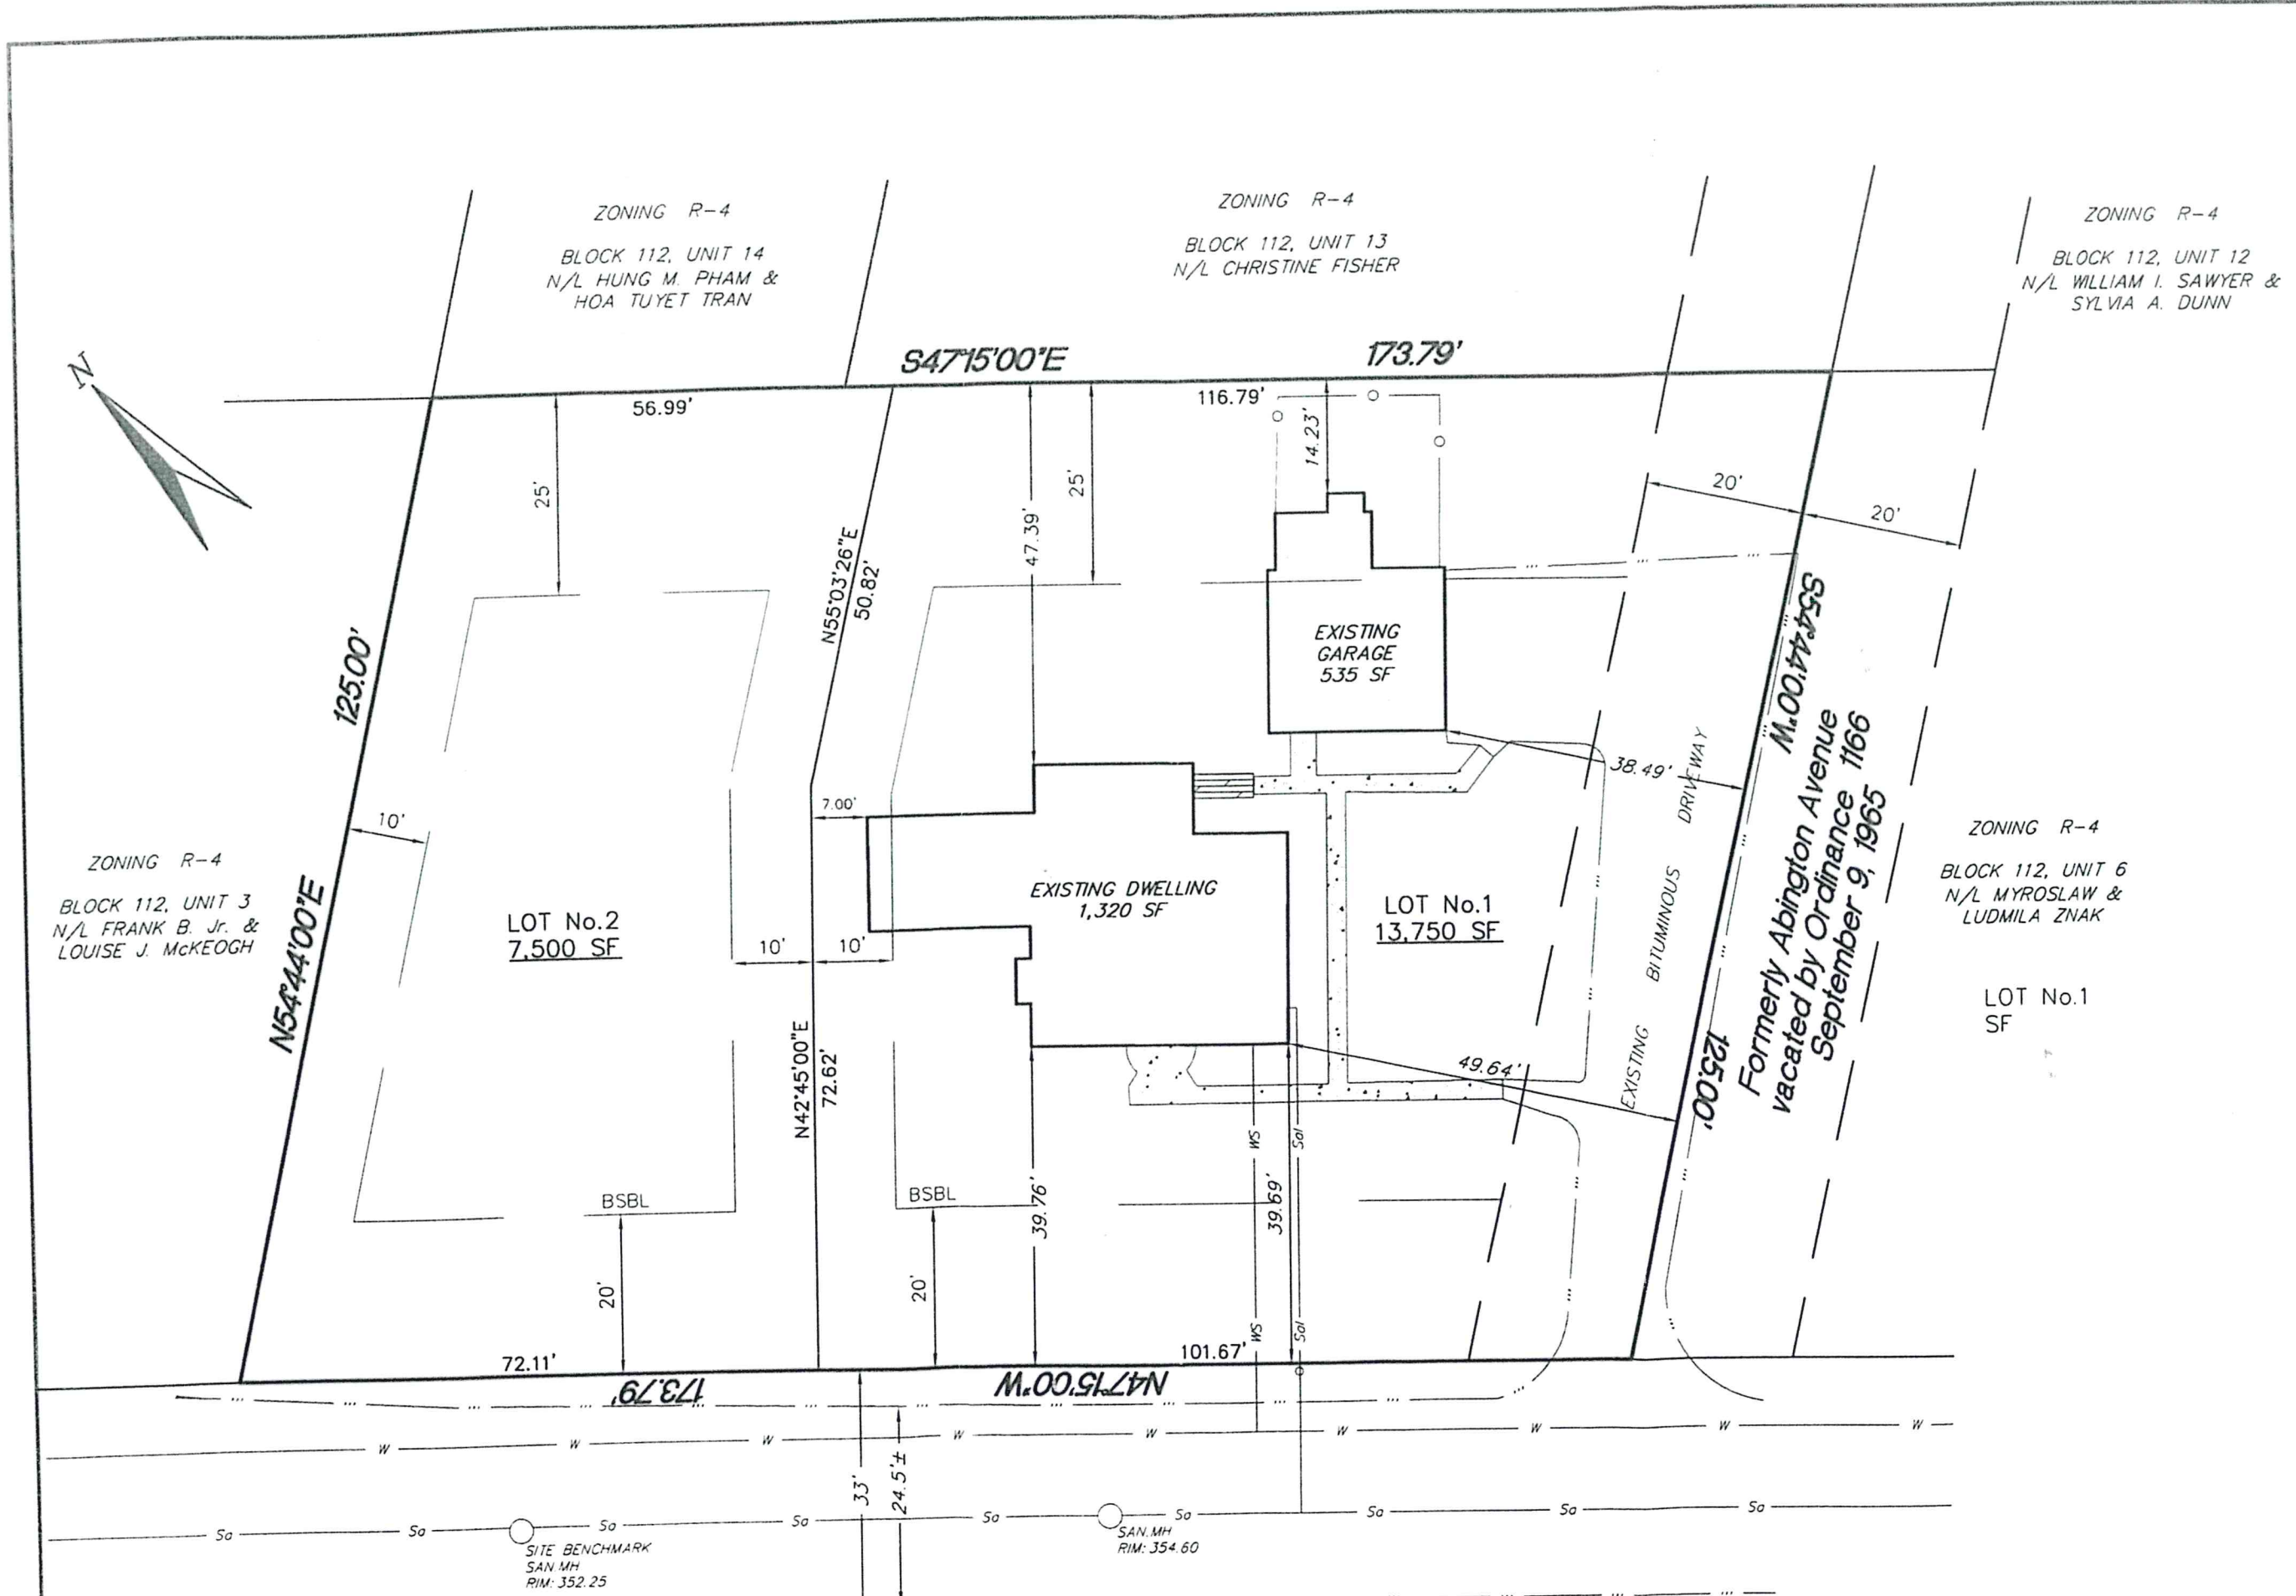 ZONING R-4
BLOCK 112, UNIT 14
N/L HUNG M. PHAM &
HOA TUYET TRAN
ZONING R-4
BLOCK 112, UNIT 13
N/L CHRISTINE FISHER
ZONING R-4
BLOCK 112, UNIT 12
N/L WILLIAM I. SAWYER &
SYLVIA A. DUNN
N
S47°15'00"E
173.79'
56.99'
116.79'
14.23'
25'
25'
47.39'
20'
20'
N55°03'26"E
50.82'
EXISTING
GARAGE
535 SF
125.00'
S54°44'00"W
Formerly Abington Avenue
vacated by Ordinance 1166
September 9, 1965
38.49'
EXISTING BITUMINOUS DRIVEWAY
7.00'
10'
ZONING R-4
BLOCK 112, UNIT 3
N/L FRANK B. Jr. &
LOUISE J. McKEOGH
N54°44'00"E
LOT No.2
7,500 SF
EXISTING DWELLING
1,320 SF
LOT No.1
13,750 SF
ZONING R-4
BLOCK 112, UNIT 6
N/L MYROSLAW &
LUDMILA ZNAK
LOT No.1
SF
10'
10'
N42°45'00"E
72.62'
49.64'
125.00'
WS
Sal
BSBL
BSBL
39.76'
39.69'
20'
20'
WS
Sal
72.11'
101.67'
173.79'
N47°15'00"W
W W W W W W W W W
33'
24.5'±
Sa Sa Sa Sa Sa Sa Sa Sa Sa
SITE BENCHMARK
SAN.MH
RIM: 352.25
SAN.MH
RIM: 354.60